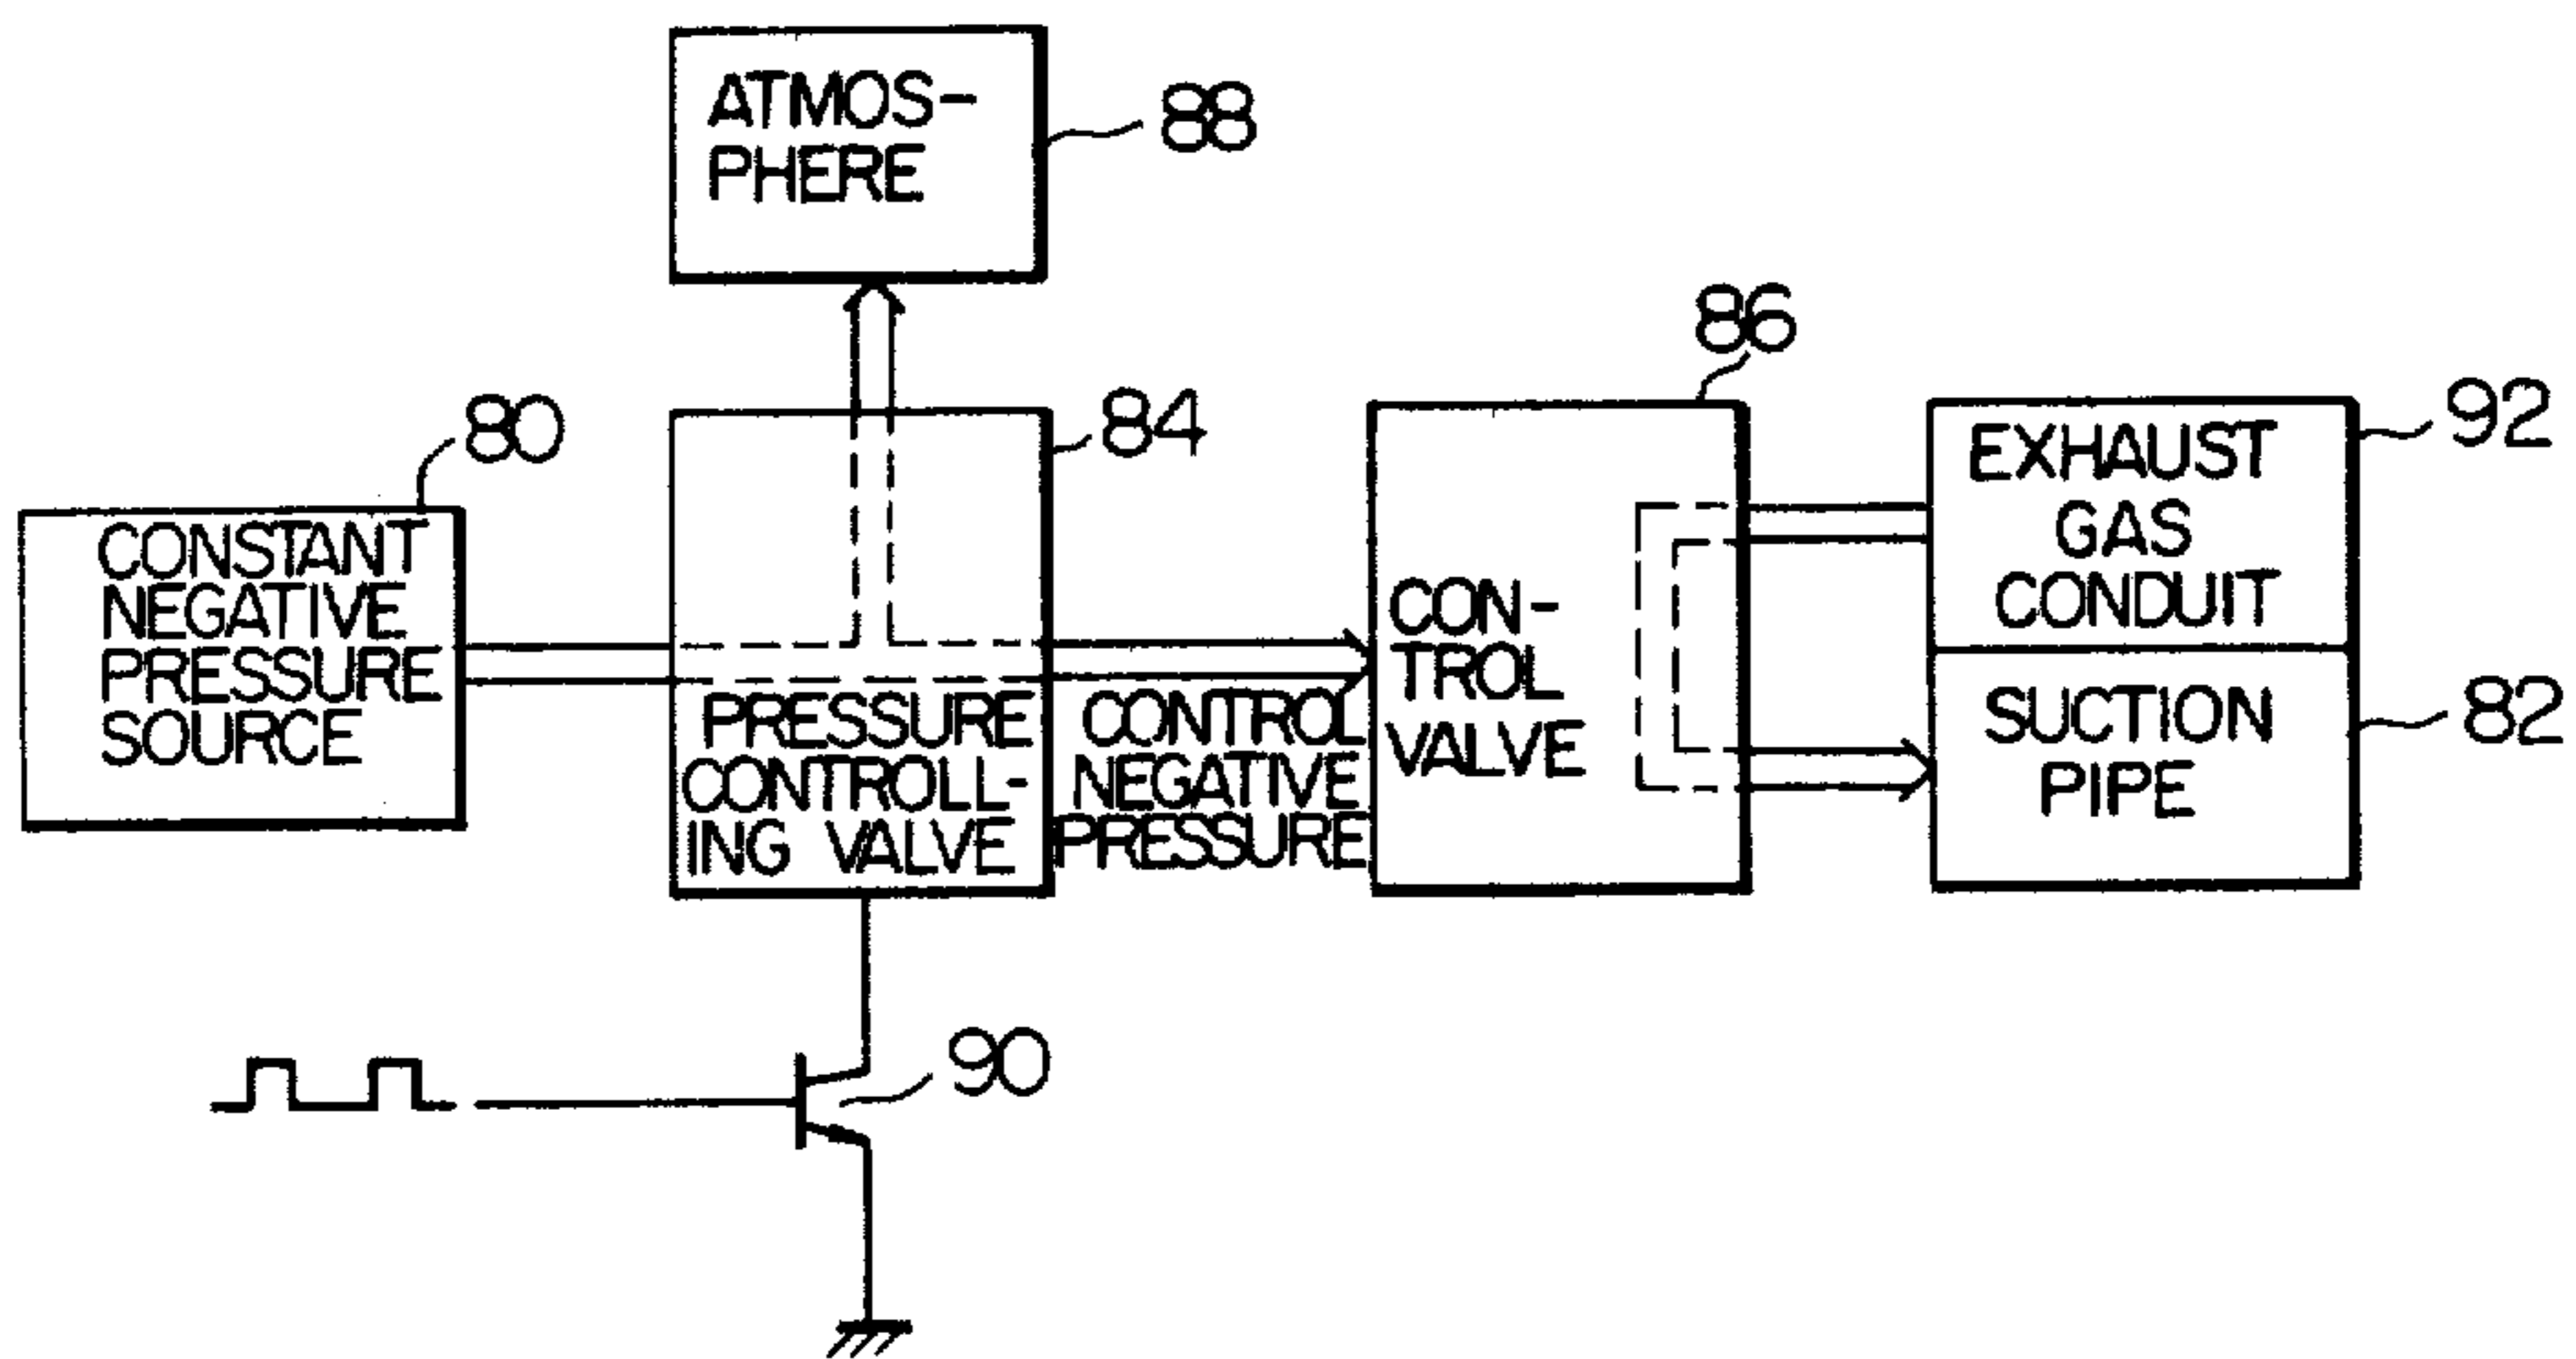 ATMOS-
PHERE
88
80
CONSTANT
NEGATIVE
PRESSURE
SOURCE
84
PRESSURE
CONTROLL-
ING VALVE
CONTROL
NEGATIVE
PRESSURE
86
CON-
TROL
VALVE
92
EXHAUST
GAS
CONDUIT
SUCTION
PIPE
82
90